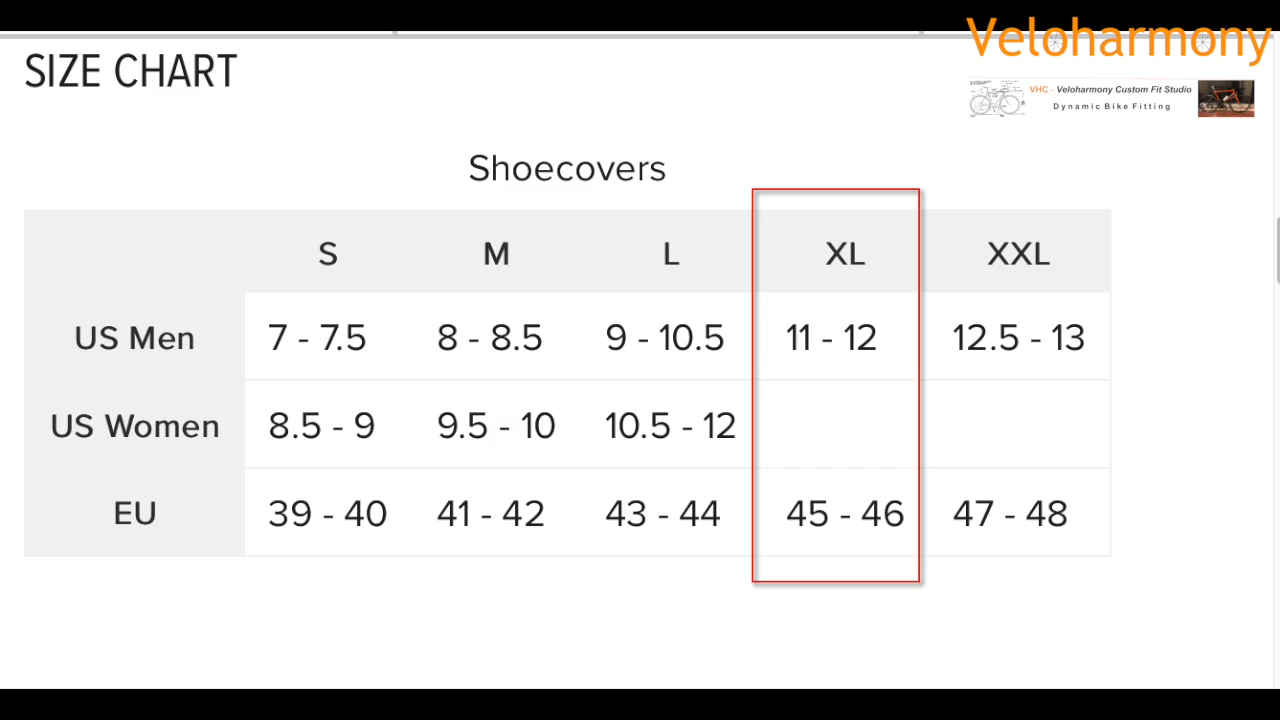 Veloharmony
SIZE CHART
VHC - Veloharmony Custom Fit Studio
Dynamic Bike Fitting
Shoecovers
S M L XL XXL
US Men 7 - 7.5 8 - 8.5 9 - 10.5 11 - 12 12.5 - 13
US Women 8.5 - 9 9.5 - 10 10.5 - 12
EU 39 - 40 41 - 42 43 - 44 45 - 46 47 - 48